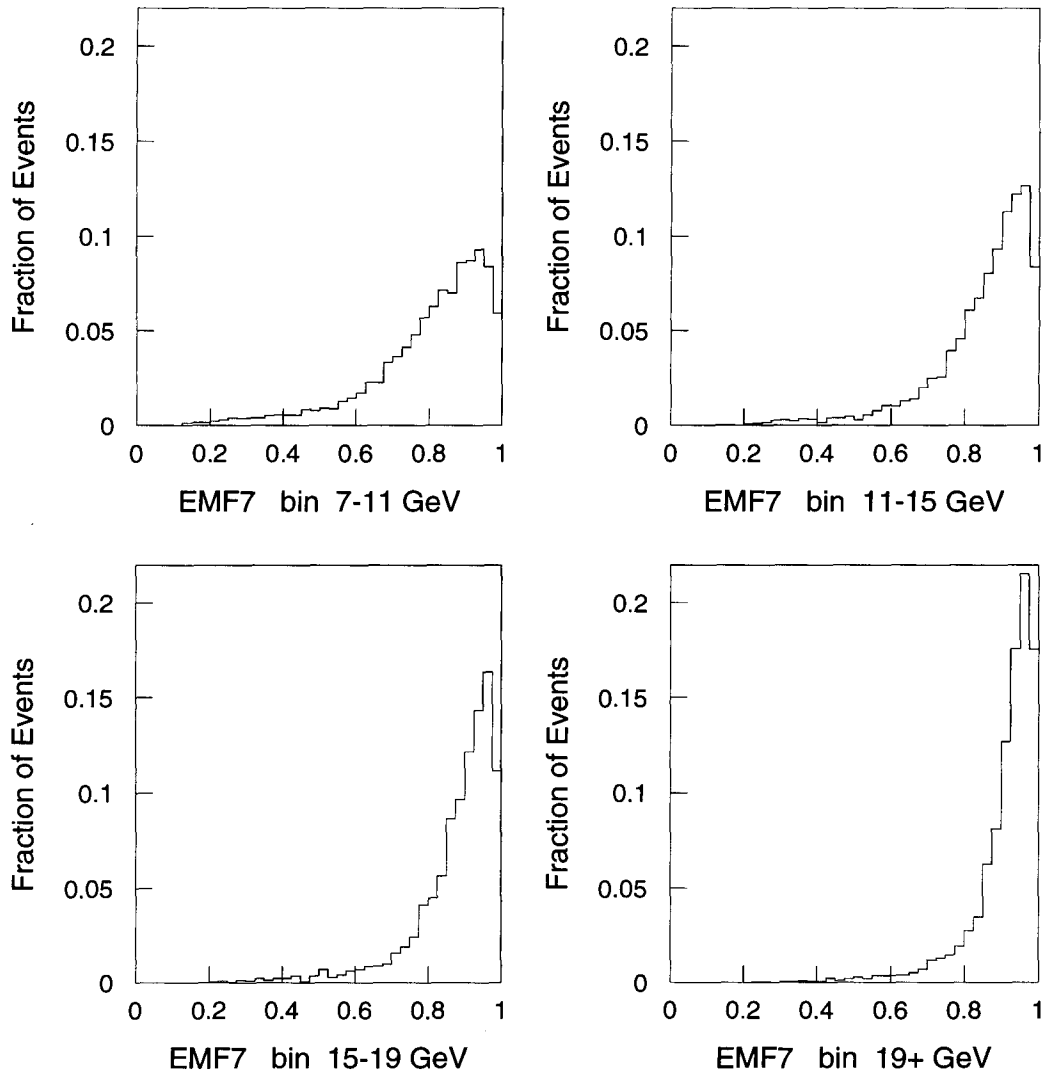 Fraction of Events
0.2
0.15
0.1
0.05
0
0 0.2 0.4 0.6 0.8 1
EMF7 bin 7-11 GeV
Fraction of Events
0.2
0.15
0.1
0.05
0
0 0.2 0.4 0.6 0.8 1
EMF7 bin 11-15 GeV
Fraction of Events
0.2
0.15
0.1
0.05
0
0 0.2 0.4 0.6 0.8 1
EMF7 bin 15-19 GeV
Fraction of Events
0.2
0.15
0.1
0.05
0
0 0.2 0.4 0.6 0.8 1
EMF7 bin 19+ GeV